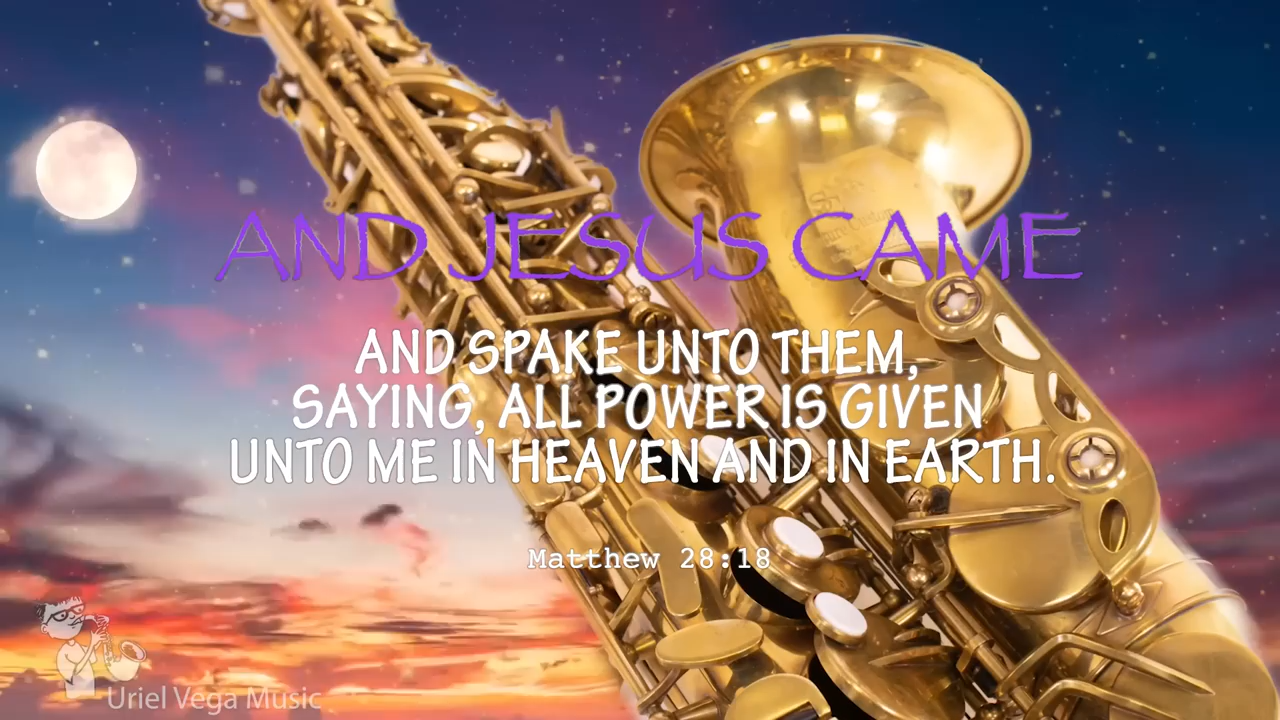 AND JESUS CAME
AND SPAKE UNTO THEM,
SAYING, ALL POWER IS GIVEN
UNTO ME IN HEAVEN AND IN EARTH.
Matthew 28:18
Uriel Vega Music